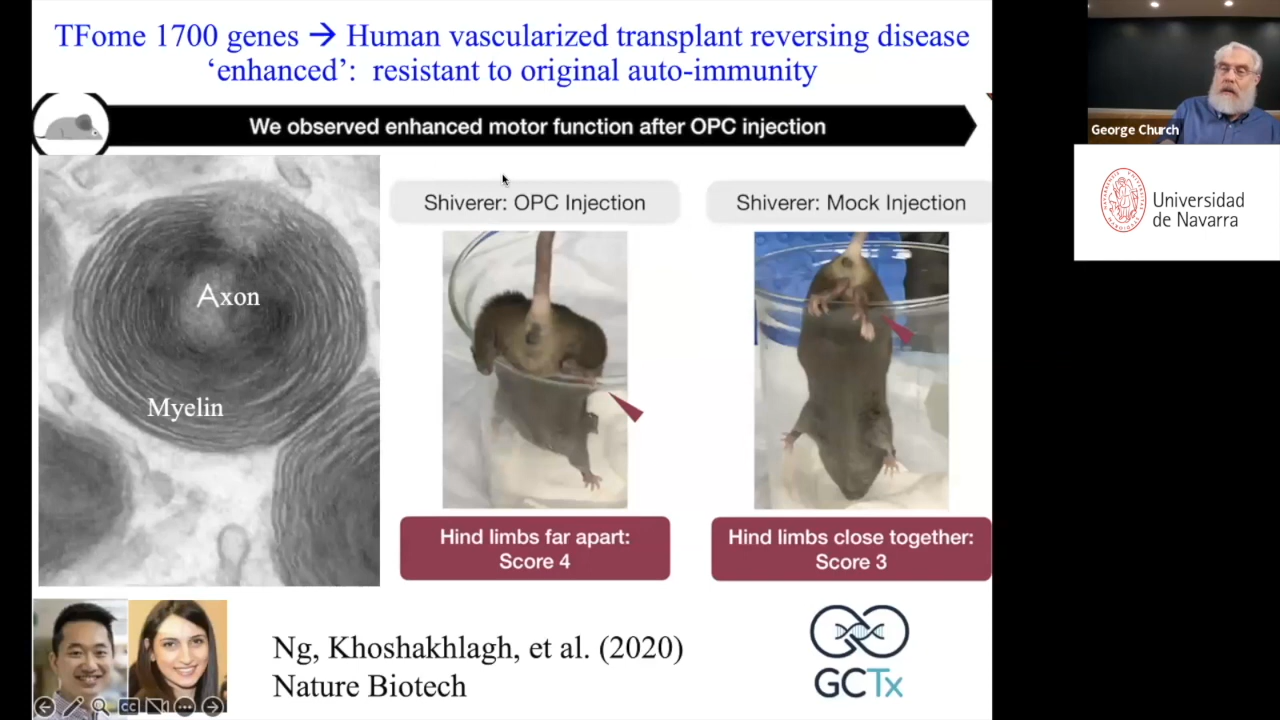 TFome 1700 genes → Human vascularized transplant reversing disease
‘enhanced’: resistant to original auto-immunity
We observed enhanced motor function after OPC injection
Axon
Myelin
Shiverer: OPC Injection
Shiverer: Mock Injection
Hind limbs far apart:
Score 4
Hind limbs close together:
Score 3
Ng, Khoshakhlagh, et al. (2020)
Nature Biotech
GCTx
CC
George Church
Universidad
de Navarra